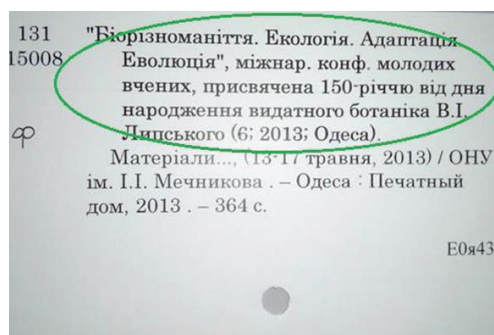 131 "Біорізноманіття. Екологія. Адаптація.
15008 Еволюція", міжнар. конф. молодих
вчених, присвячена 150-річчю від дня
народження видатного ботаніка В.І.
ф Липського (6; 2013; Одеса).
Матеріали..., (13-17 травня, 2013) / ОНУ
ім. І.І. Мечникова . – Одеса : Печатный
дом, 2013 . – 364 с.
Е0я43